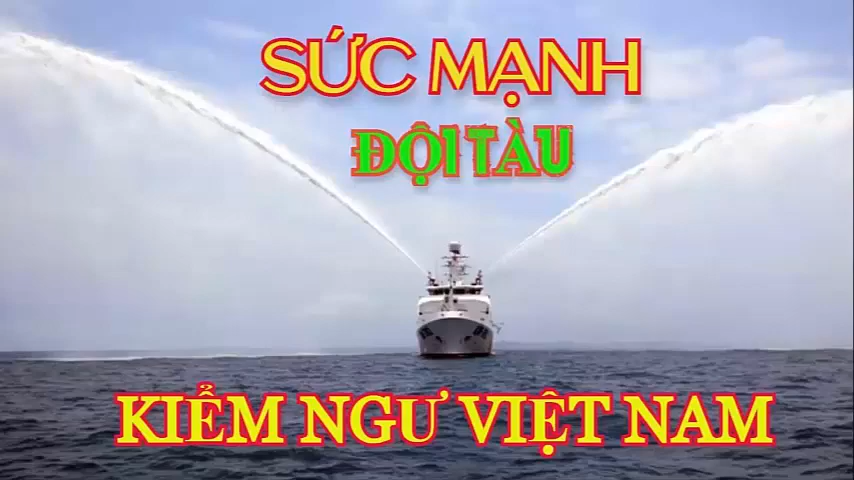 SỨC MẠNH
ĐỘI TÀU
KIỂM NGƯ VIỆT NAM